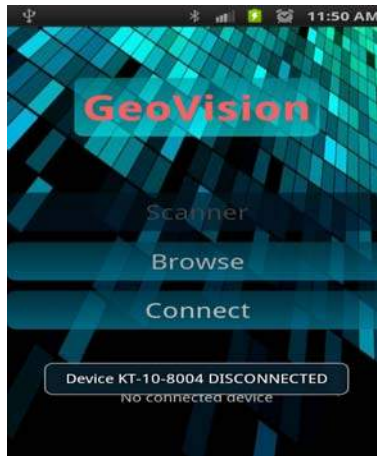 11:50 AM
GeoVision
Scanner
Browse
Connect
Device KT-10-8004 DISCONNECTED
No connected device